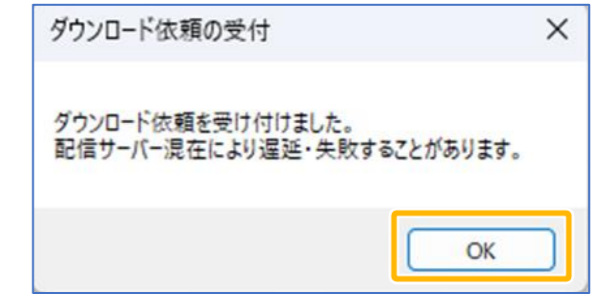 ダウンロード依頼の受付
ダウンロード依頼を受け付けました。
配信サーバー混在により遅延・失敗することがあります。
OK